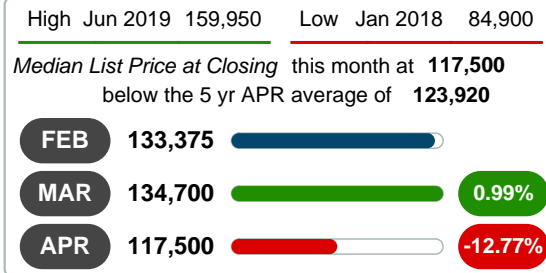 High Jun 2019 159,950 Low Jan 2018 84,900
Median List Price at Closing this month at 117,500
below the 5 yr APR average of 123,920
FEB 133,375
MAR 134,700 0.99%
APR 117,500 -12.77%